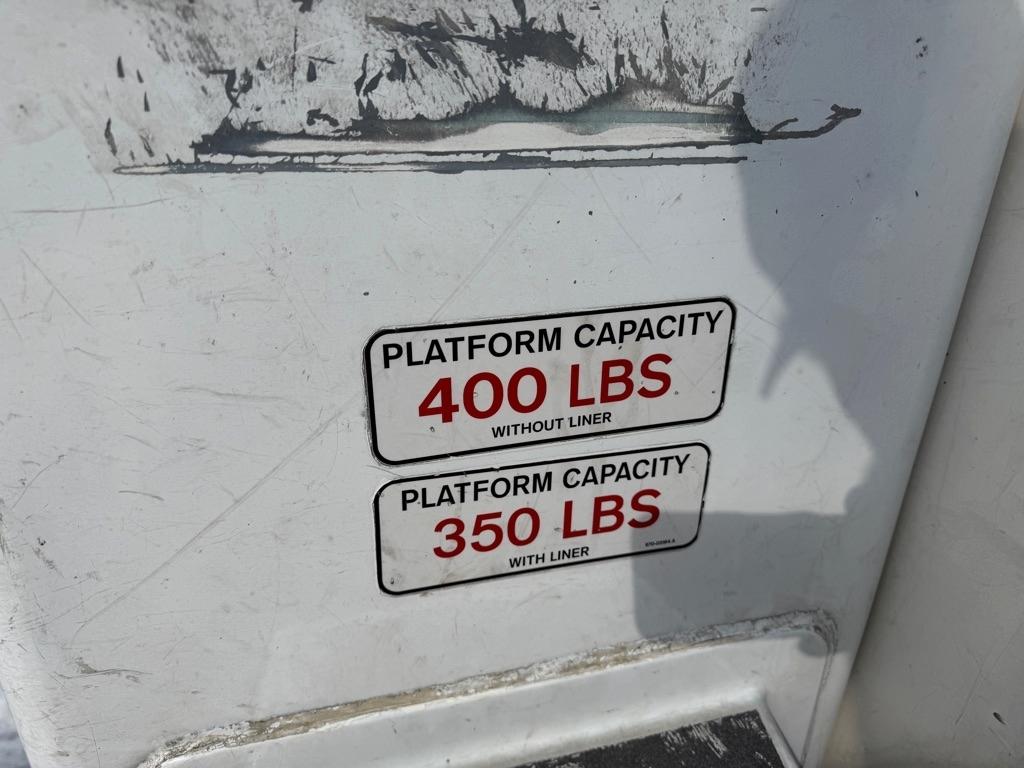 PLATFORM CAPACITY
400 LBS
WITHOUT LINER
PLATFORM CAPACITY
350 LBS
WITH LINER